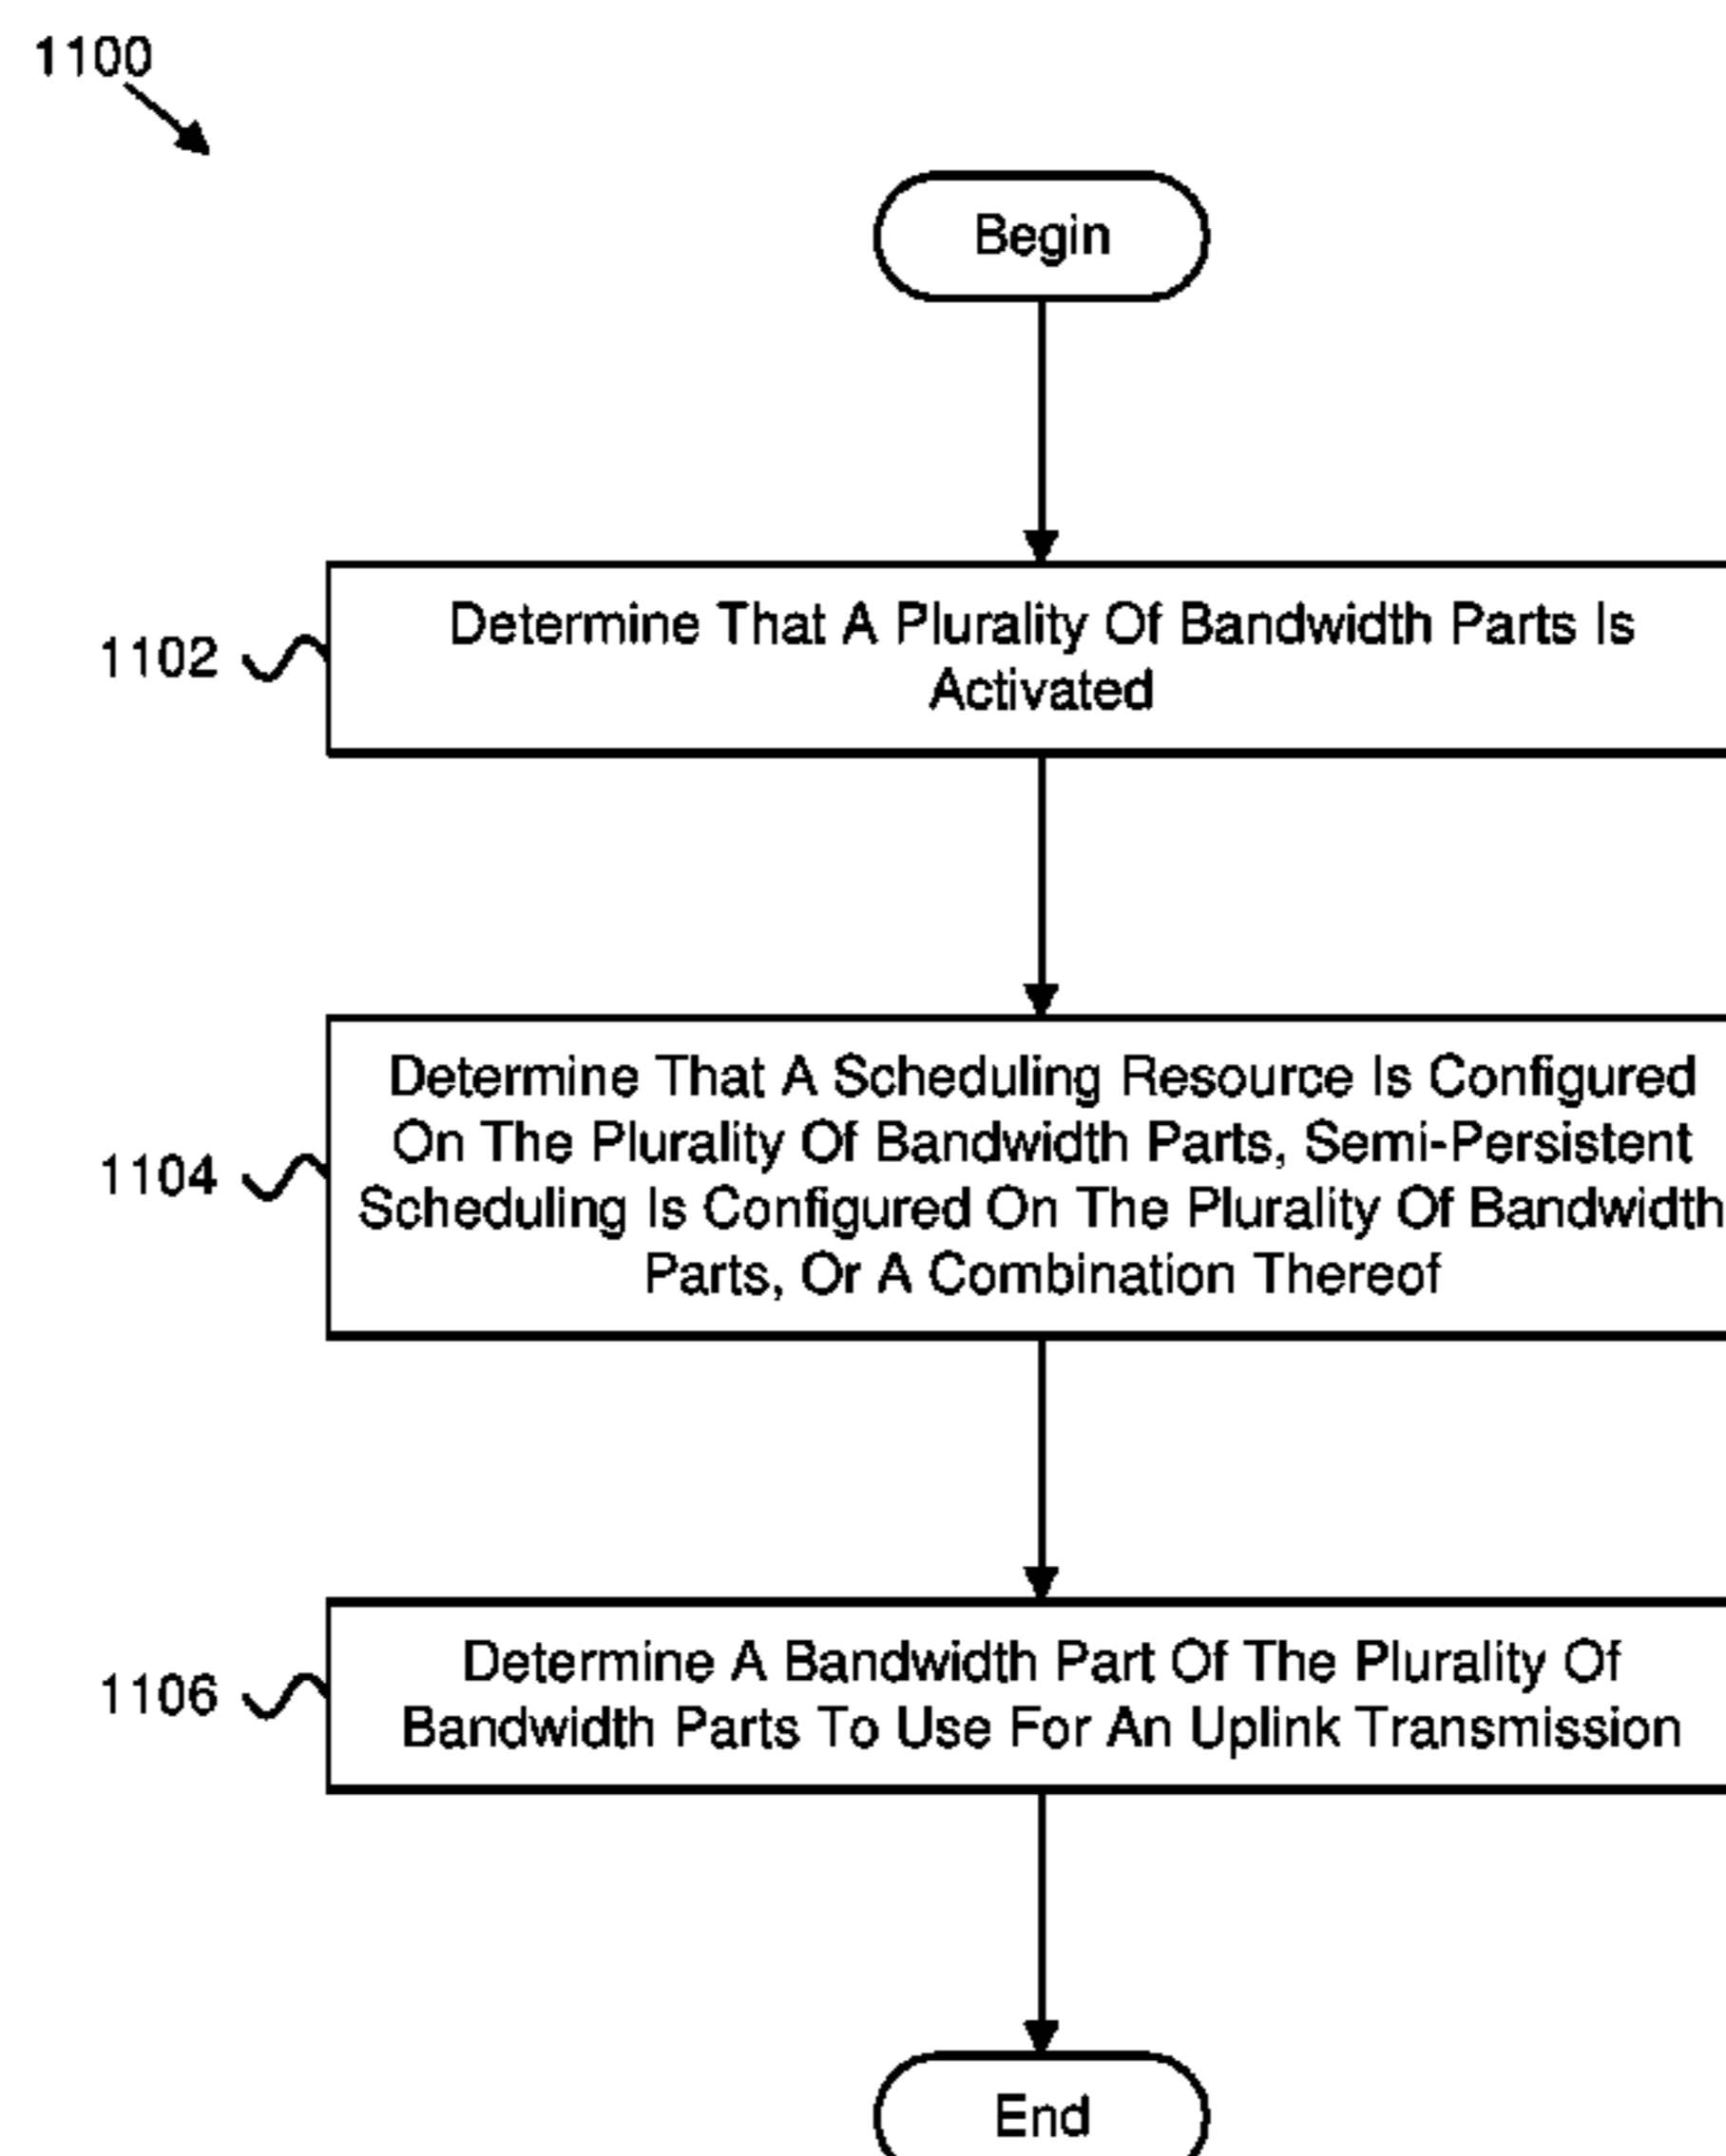 1100
Begin
1102
Determine That A Plurality Of Bandwidth Parts Is
Activated
1104
Determine That A Scheduling Resource Is Configured
On The Plurality Of Bandwidth Parts, Semi-Persistent
Scheduling Is Configured On The Plurality Of Bandwidth
Parts, Or A Combination Thereof
1106
Determine A Bandwidth Part Of The Plurality Of
Bandwidth Parts To Use For An Uplink Transmission
End